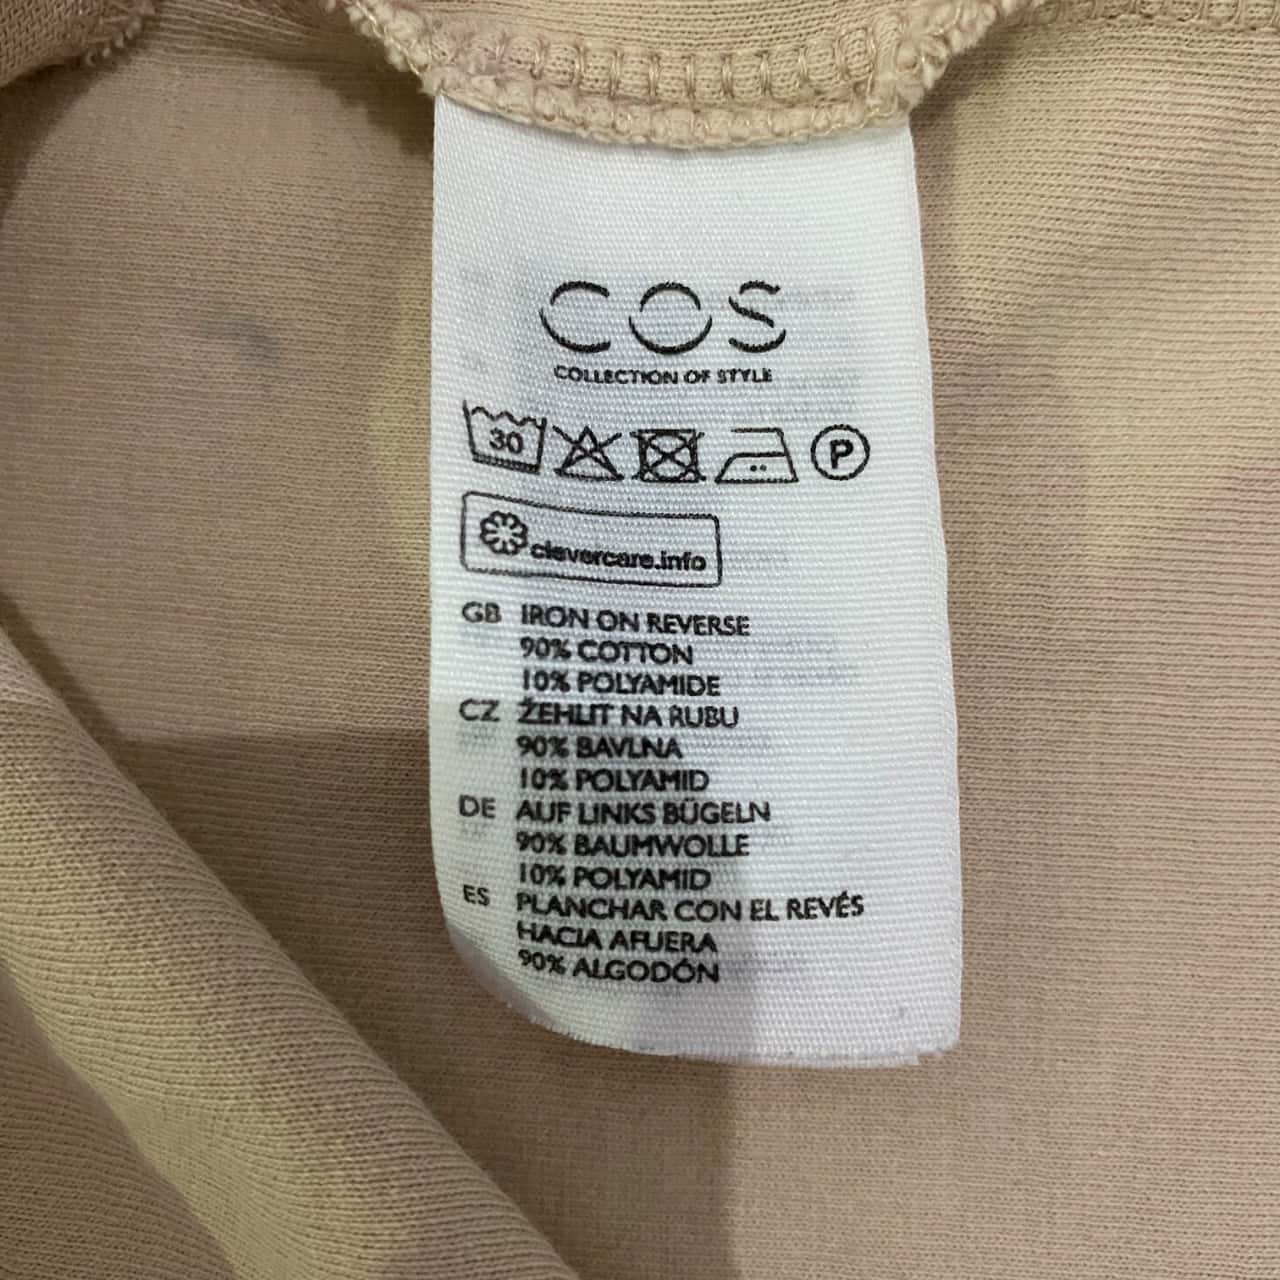 COS
COLLECTION OF STYLE
30 P
clevercare.info
GB IRON ON REVERSE
90% COTTON
10% POLYAMIDE
CZ ŽEHLIT NA RUBU
90% BAVLNA
10% POLYAMID
DE AUF LINKS BÜGELN
90% BAUMWOLLE
10% POLYAMID
ES PLANCHAR CON EL REVÉS
HACIA AFUERA
90% ALGODÓN